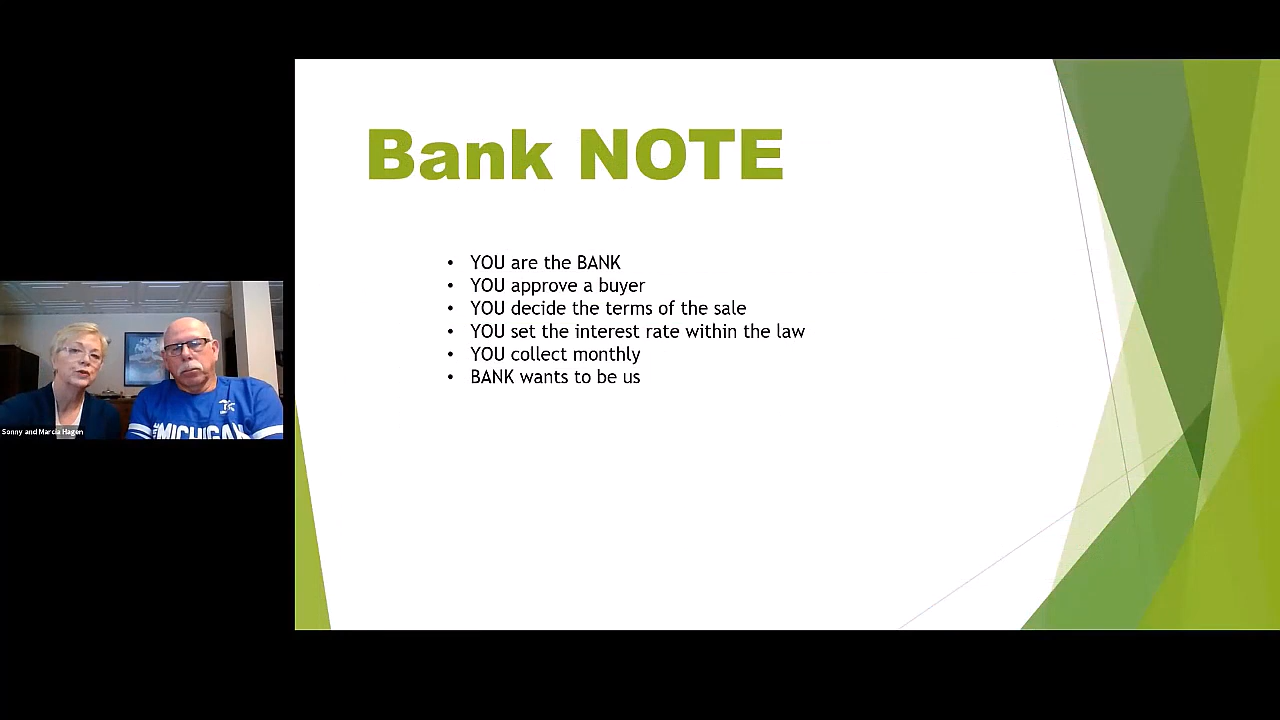 Bank NOTE
• YOU are the BANK
• YOU approve a buyer
• YOU decide the terms of the sale
• YOU set the interest rate within the law
• YOU collect monthly
• BANK wants to be us
MICHIGAN
Sonny and Marcia Hagen